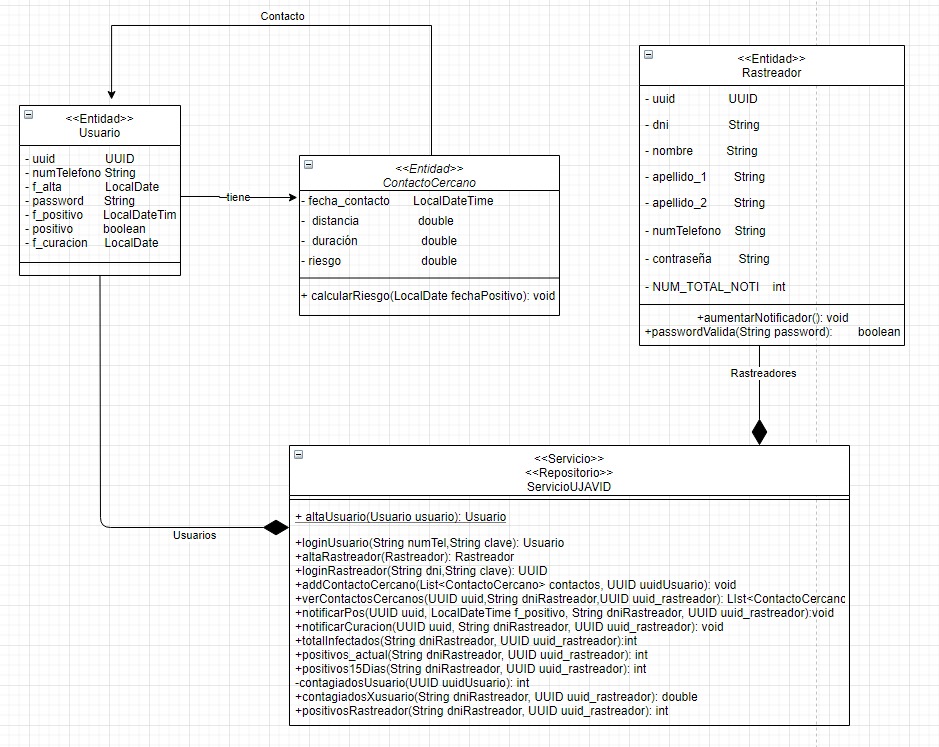 Contacto
<<Entidad>>
Usuario
- uuid UUID
- numTelefono String
- f_alta LocalDate
- password String
- f_positivo LocalDateTim
- positivo boolean
- f_curacion LocalDate
tiene
<<Entidad>>
ContactoCercano
- fecha_contacto LocalDateTime
- distancia double
- duración double
- riesgo double
+ calcularRiesgo(LocalDate fechaPositivo): void
<<Entidad>>
Rastreador
- uuid UUID
- dni String
- nombre String
- apellido_1 String
- apellido_2 String
- numTelefono String
- contraseña String
- NUM_TOTAL_NOTI int
+aumentarNotificador(): void
+passwordValida(String password): boolean
Rastreadores
Usuarios
<<Servicio>>
<<Repositorio>>
ServicioUJAVID
+ altaUsuario(Usuario usuario): Usuario
+loginUsuario(String numTel,String clave): Usuario
+altaRastreador(Rastreador): Rastreador
+loginRastreador(String dni,String clave): UUID
+addContactoCercano(List<ContactoCercano> contactos, UUID uuidUsuario): void
+verContactosCercanos(UUID uuid,String dniRastreador,UUID uuid_rastreador): LIst<ContactoCercano
+notificarPos(UUID uuid, LocalDateTime f_positivo, String dniRastreador, UUID uuid_rastreador):void
+notificarCuracion(UUID uuid, String dniRastreador, UUID uuid_rastreador): void
+totalInfectados(String dniRastreador, UUID uuid_rastreador):int
+positivos_actual(String dniRastreador, UUID uuid_rastreador): int
+positivos15Dias(String dniRastreador, UUID uuid_rastreador): int
-contagiadosUsuario(UUID uuidUsuario): int
+contagiadosXusuario(String dniRastreador, UUID uuid_rastreador): double
+positivosRastreador(String dniRastreador, UUID uuid_rastreador): int